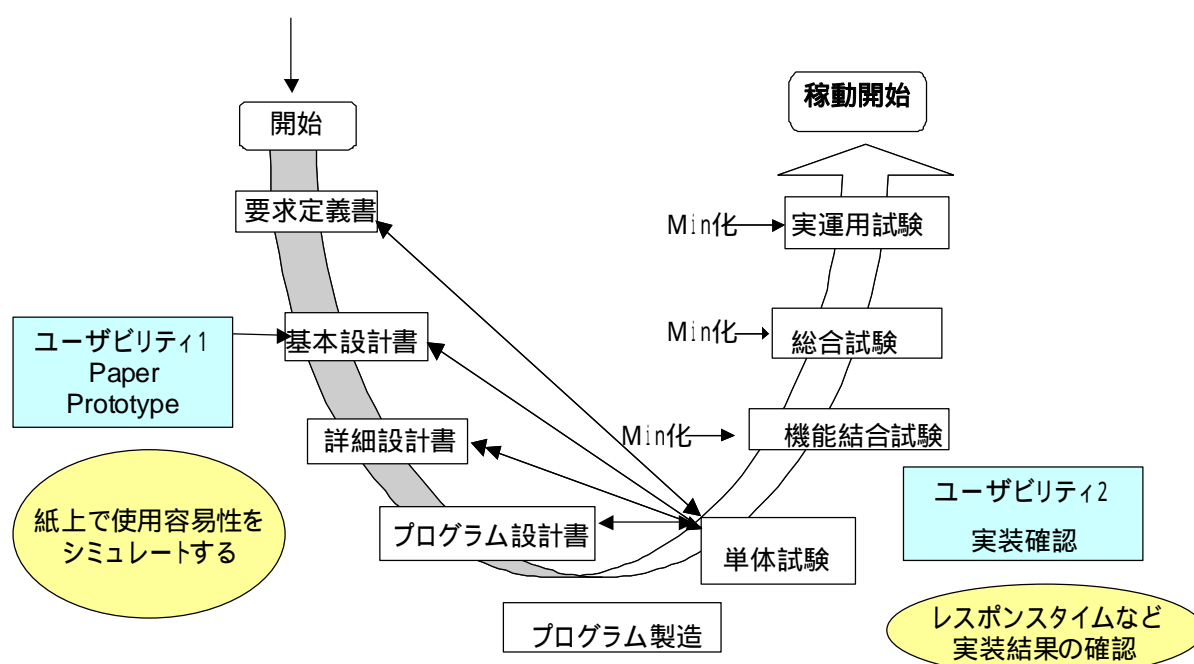 開始
稼動開始
要求定義書
Min化
実運用試験
ユーザビリティ1
Paper
Prototype
基本設計書
Min化
総合試験
詳細設計書
Min化
機能結合試験
紙上で使用容易性を
シミュレートする
プログラム設計書
単体試験
ユーザビリティ2
実装確認
プログラム製造
レスポンスタイムなど
実装結果の確認